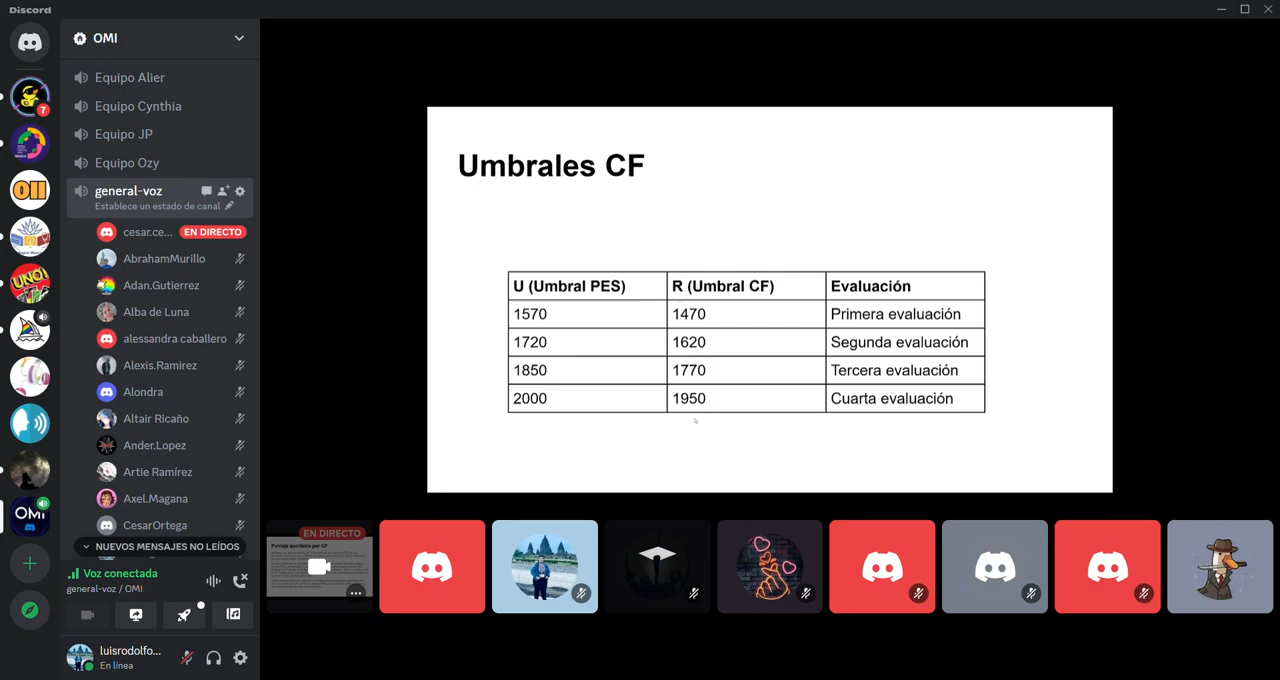 Discord
OMI
Equipo Alier
Equipo Cynthia
Equipo JP
Equipo Ozy
general-voz
Establece un estado de canal
cesar.ce... EN DIRECTO
AbrahamMurillo
Adan.Gutierrez
Alba de Luna
alessandra caballero
Alexis.Ramirez
Alondra
Altair Ricaño
Ander.Lopez
Artie Ramírez
Axel.Magana
CesarOrtega
NUEVOS MENSAJES NO LEÍDOS
Voz conectada
general-voz / OMI
luisrodolfo...
En línea
7
OII
UNO!
OMI
Umbrales CF
U (Umbral PES) R (Umbral CF) Evaluación
1570 1470 Primera evaluación
1720 1620 Segunda evaluación
1850 1770 Tercera evaluación
2000 1950 Cuarta evaluación
EN DIRECTO